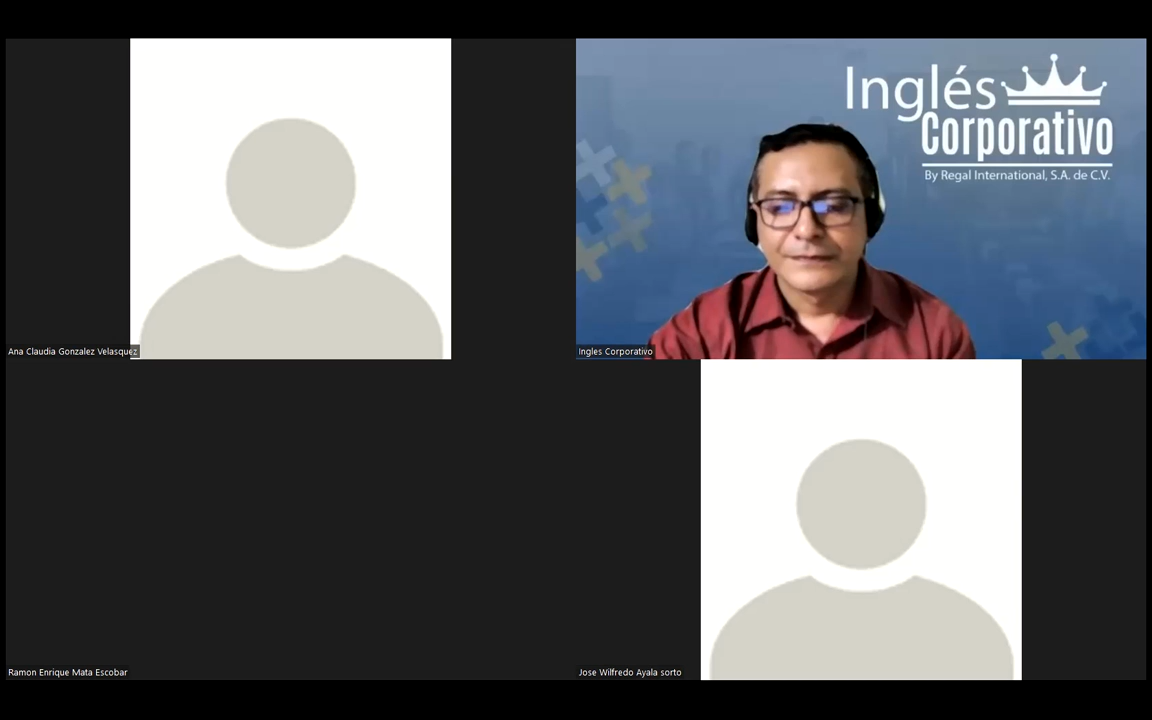 Inglés
Corporativo
By Regal International, S.A. de C.V.
Ana Claudia Gonzalez Velasquez
Ingles Corporativo
Ramon Enrique Mata Escobar
Jose Wilfredo Ayala sorto